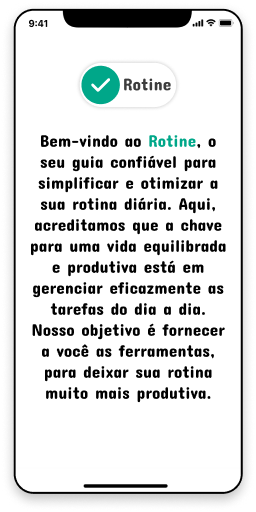 9:41
Rotine
Bem-vindo ao Rotine, o
seu guia confiável para
simplificar e otimizar a
sua rotina diária. Aqui,
acreditamos que a chave
para uma vida equilibrada
e produtiva está em
gerenciar eficazmente as
tarefas do dia a dia.
Nosso objetivo é fornecer
a você as ferramentas,
para deixar sua rotina
muito mais produtiva.